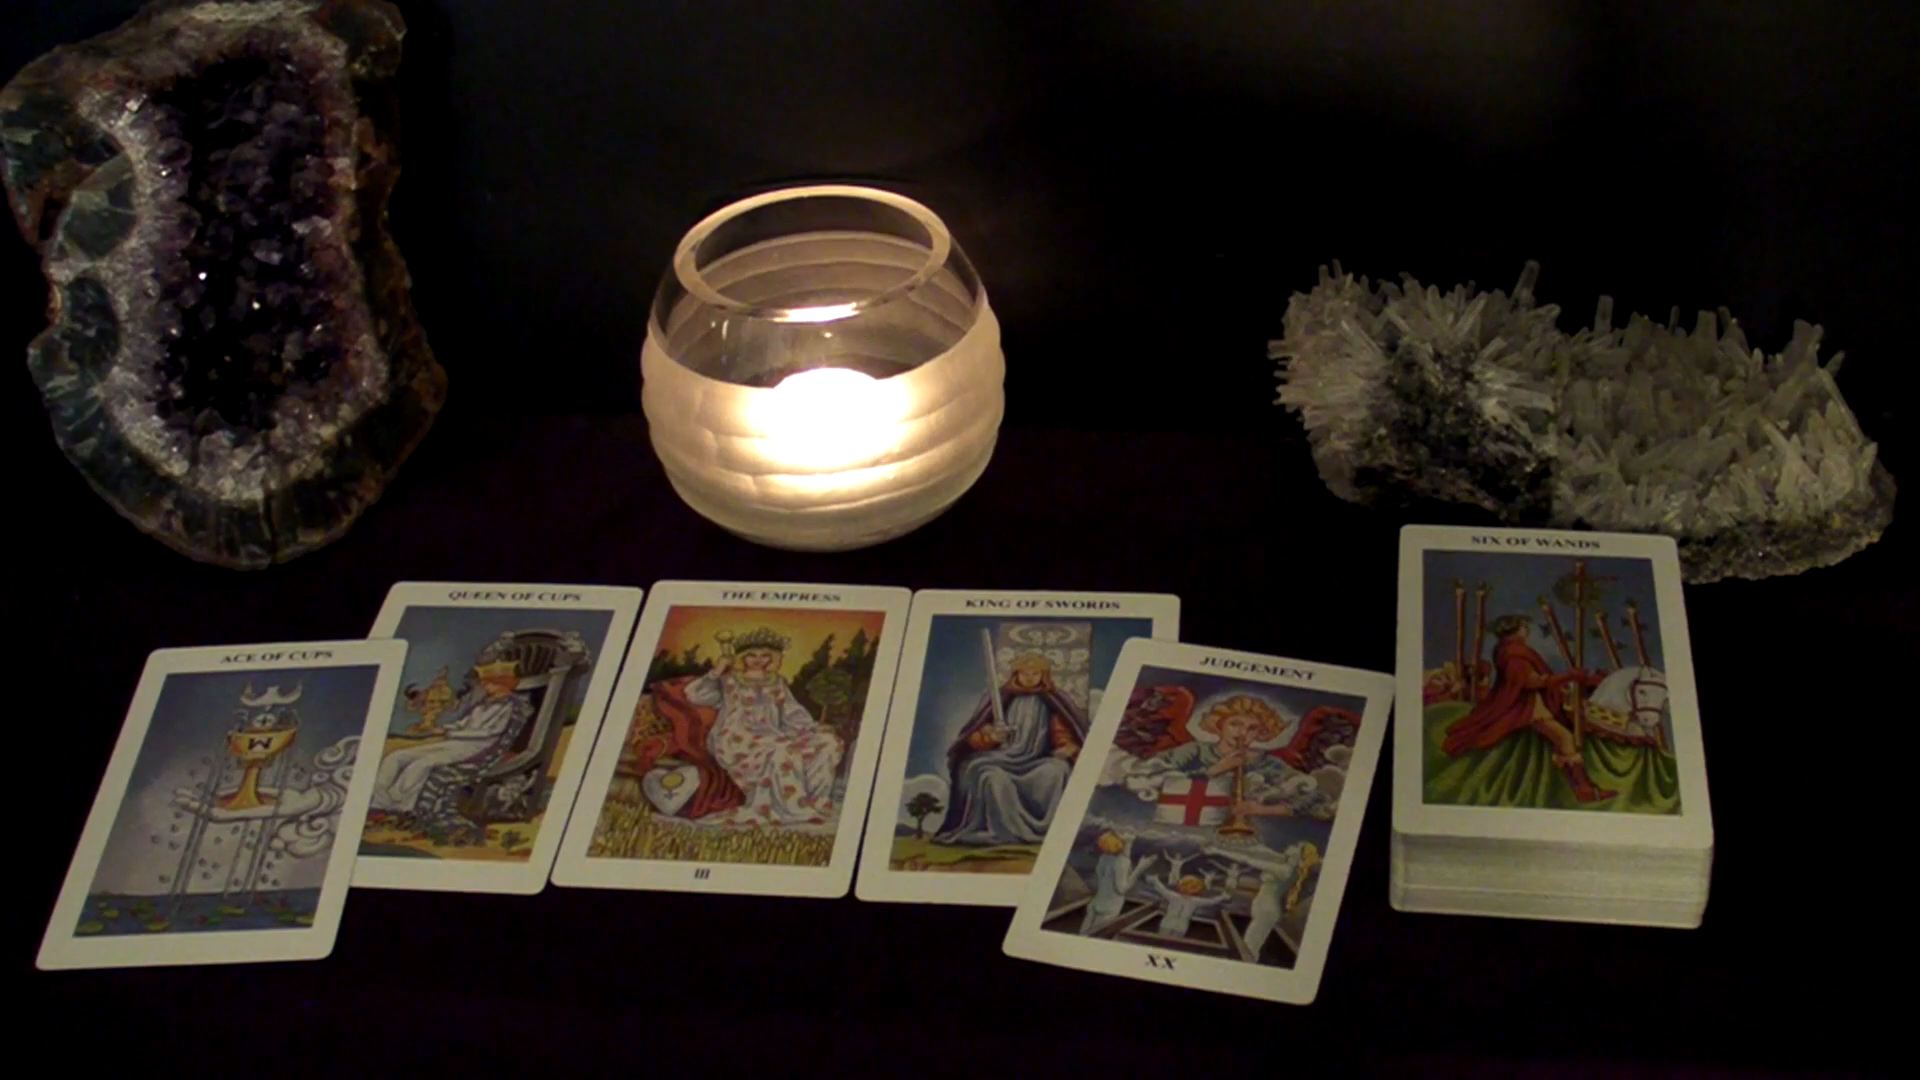 ACE OF CUPS
QUEEN OF CUPS
THE EMPRESS
III
KING OF SWORDS
JUDGEMENT
XX
SIX OF WANDS